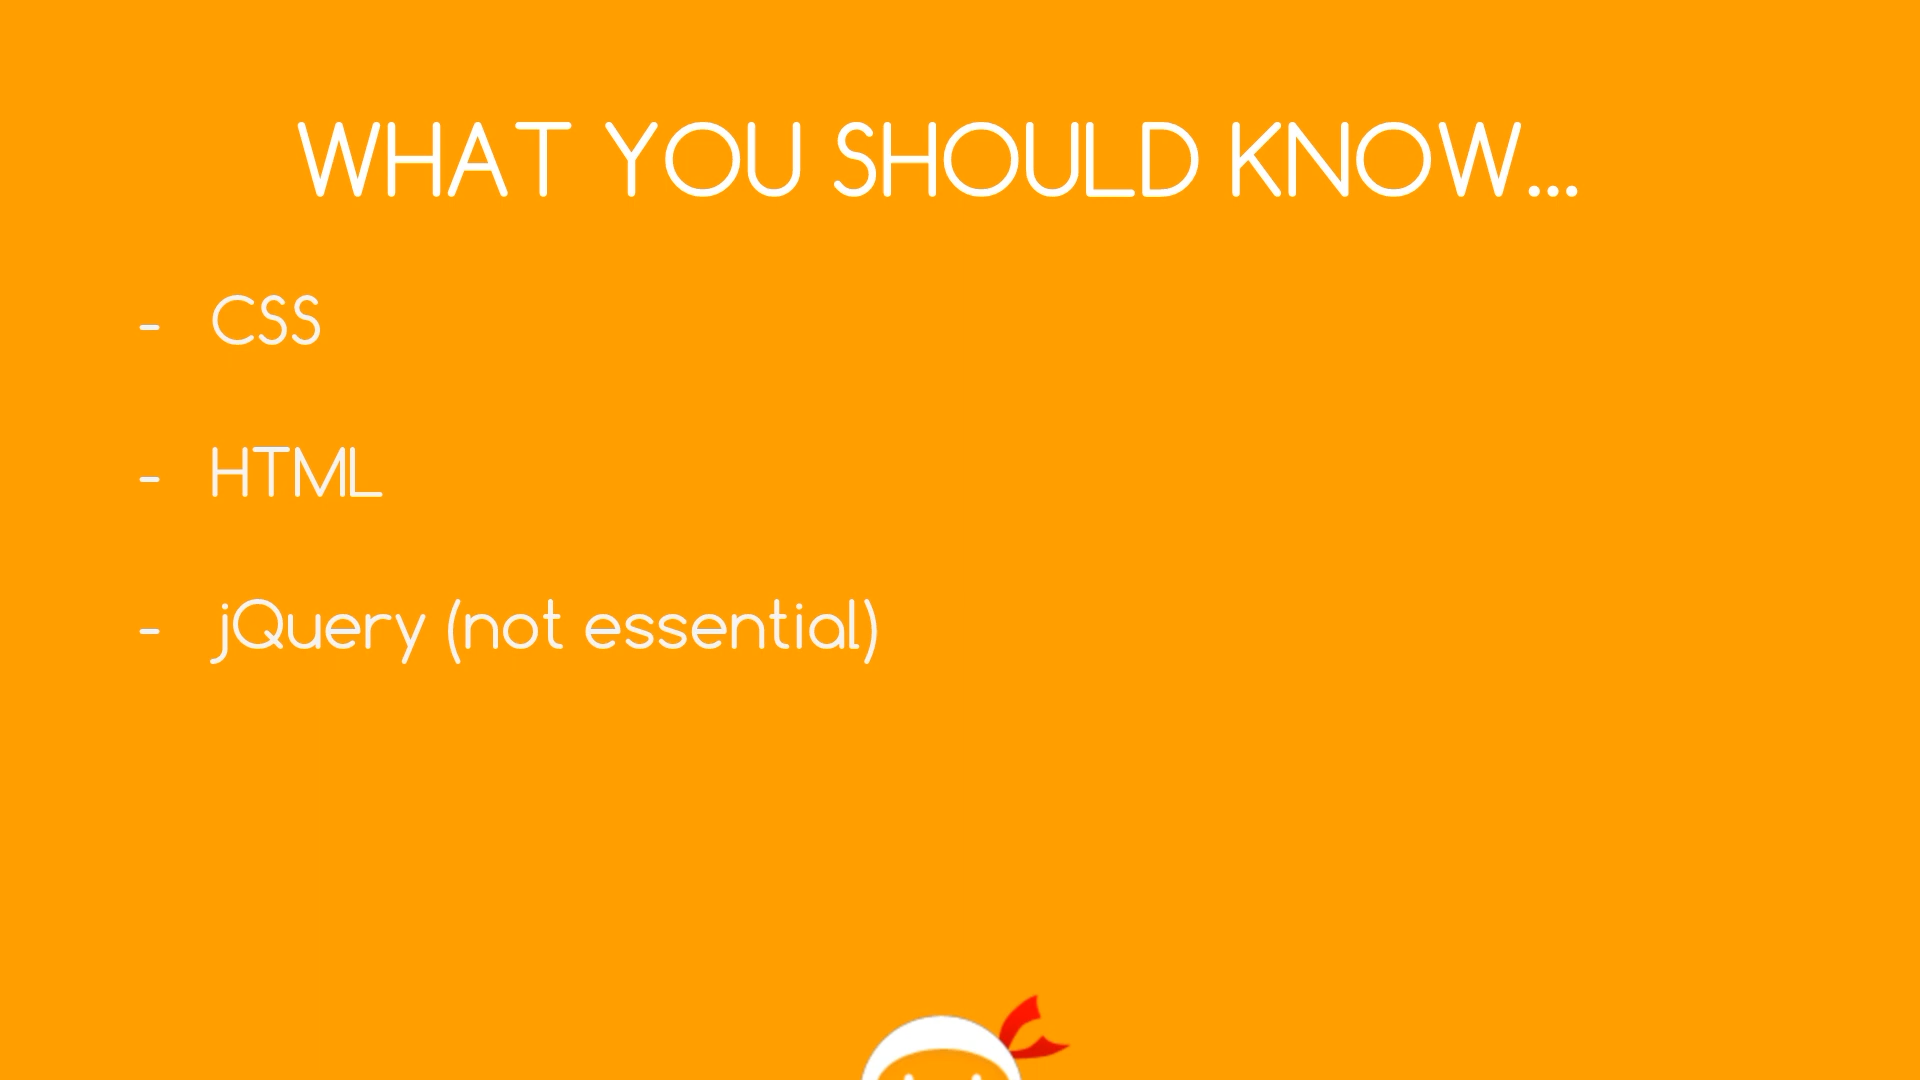 WHAT YOU SHOULD KNOW...
- CSS
- HTML
- jQuery (not essential)